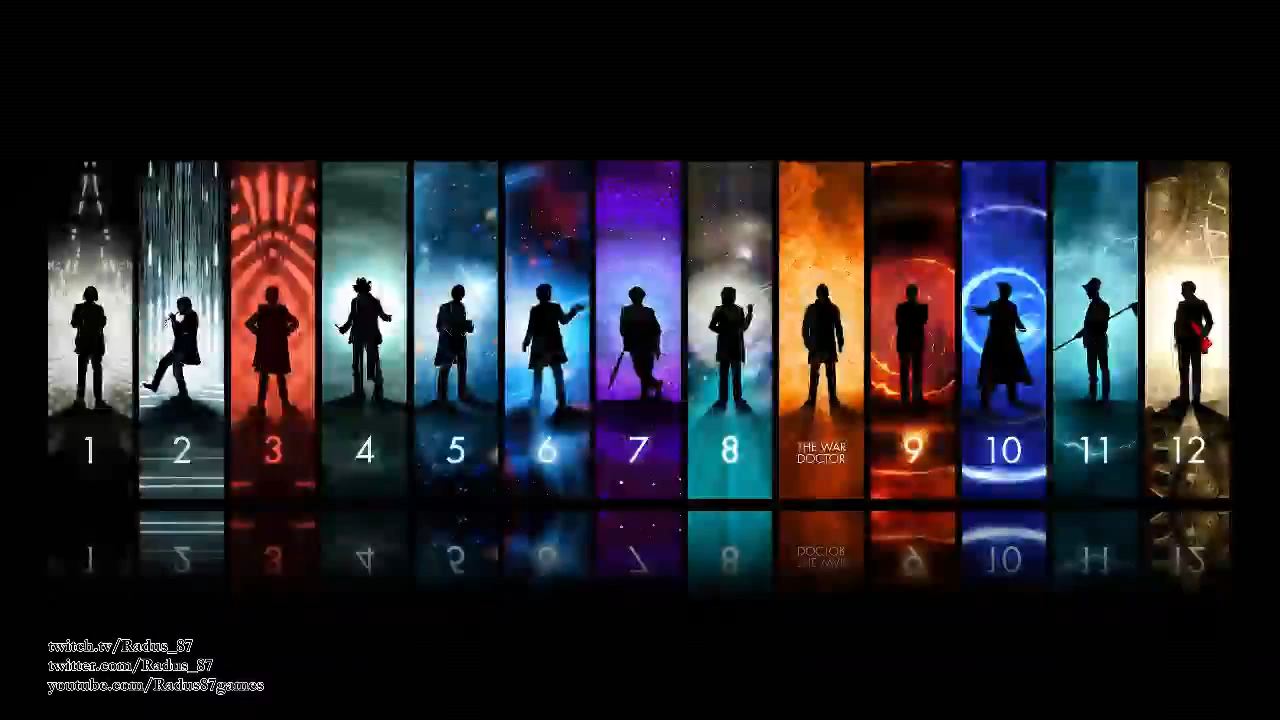 1
2
3
4
5
6
7
8
THE WAR
DOCTOR
9
10
11
12
twitch.tv/Radus_87
twitter.com/Radus_87
youtube.com/Radus87games